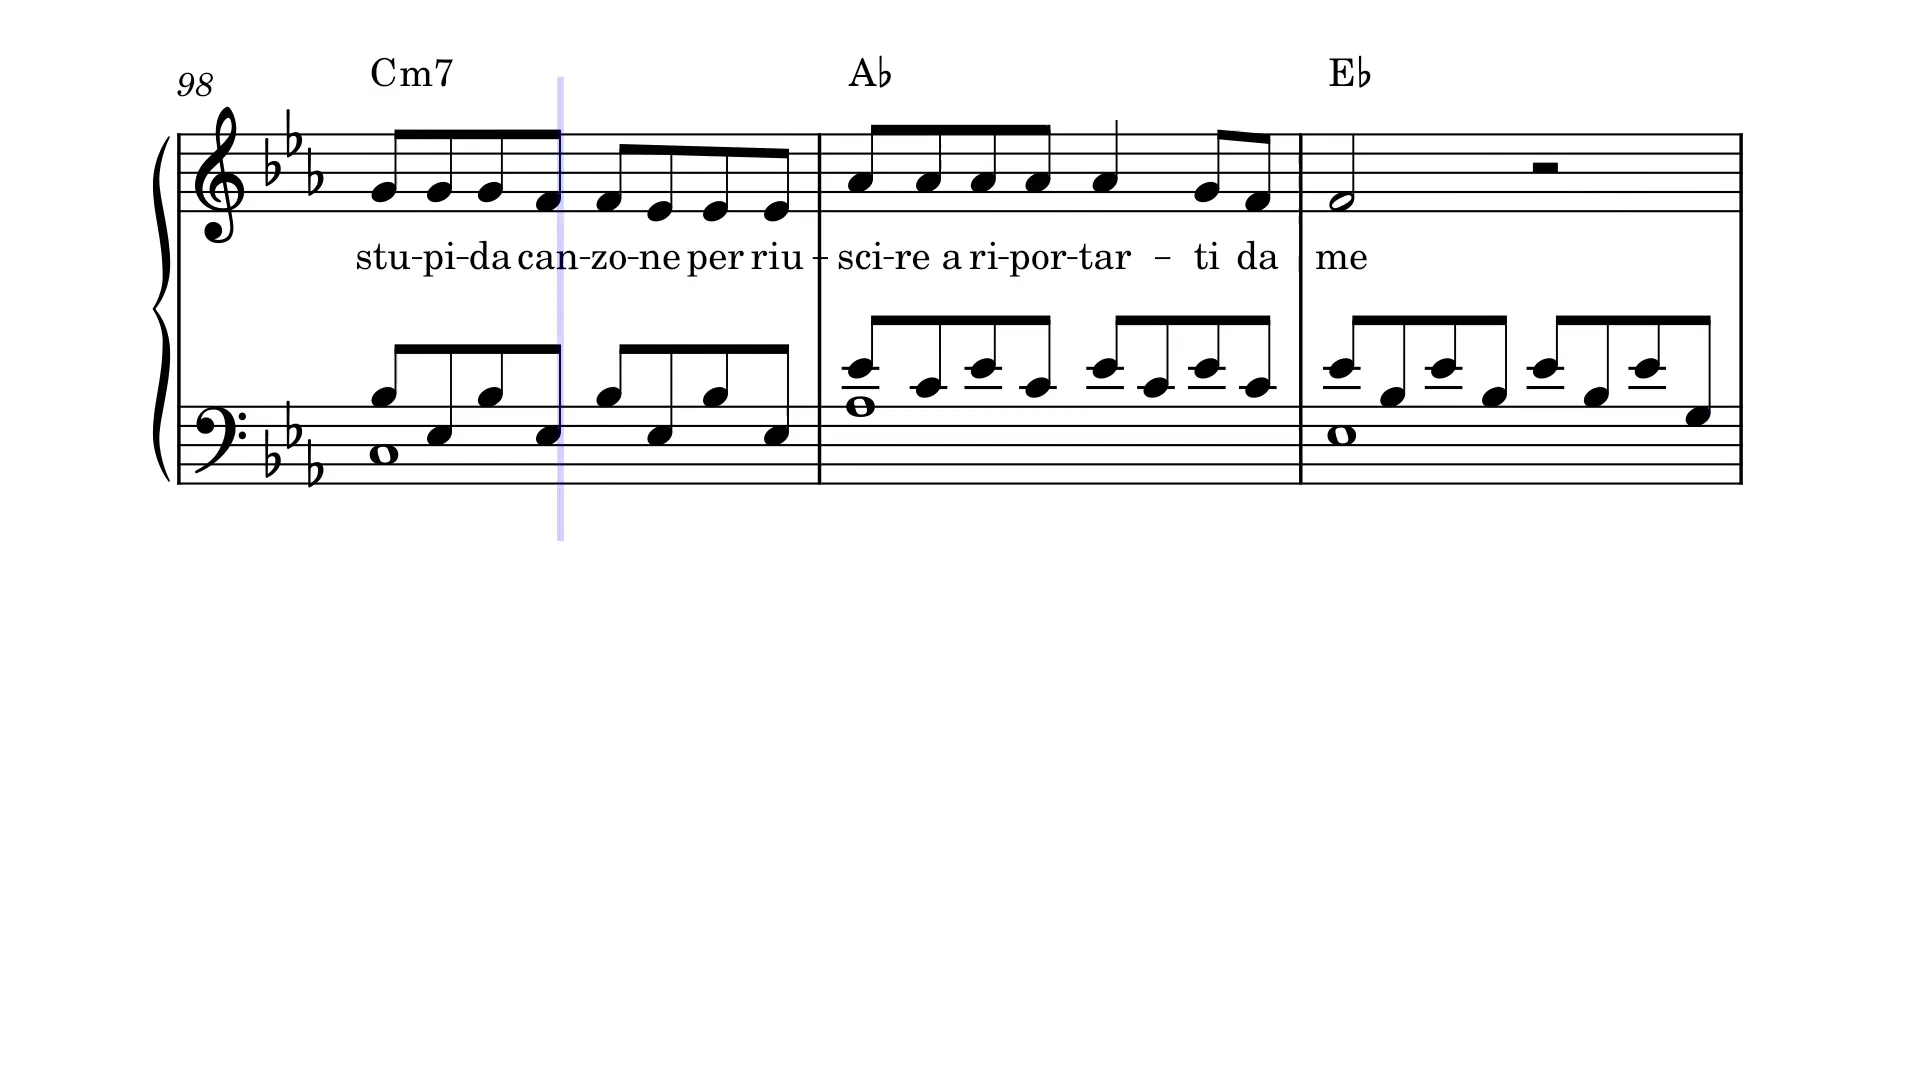 98
Cm7 A♭ E♭
stu-pi-da can-zo-ne per riu-sci-re a ri-por-tar-ti da me